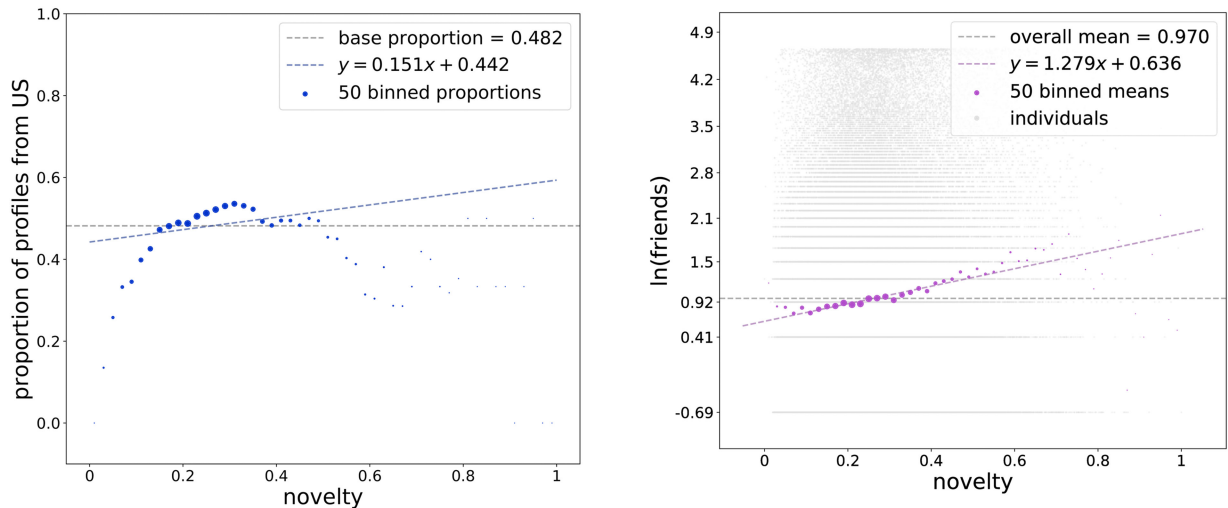 1.0
0.8
0.6
0.4
0.2
0.0
proportion of profiles from US
base proportion = 0.482
y = 0.151x + 0.442
50 binned proportions
0
0.2
0.4
0.6
0.8
1
novelty
4.9
4.2
3.5
2.8
2.1
1.5
0.92
0.41
-0.69
ln(friends)
overall mean = 0.970
y = 1.279x + 0.636
50 binned means
individuals
0
0.2
0.4
0.6
0.8
1
novelty